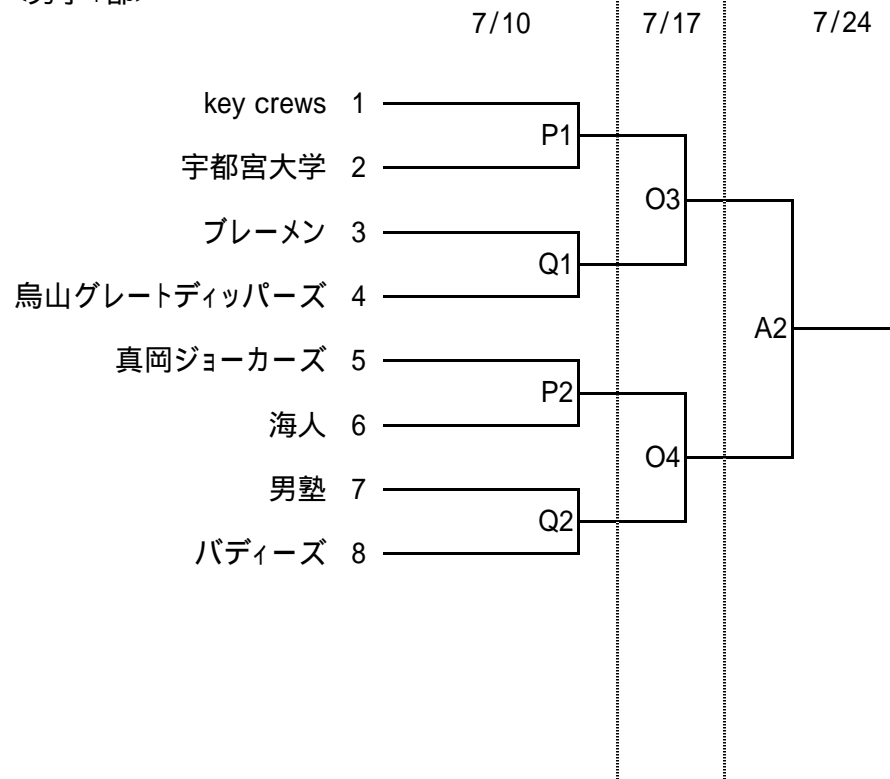 7/10 7/17 7/24
key crews 1
P1
宇都宮大学 2
O3
ブレーメン 3
Q1
烏山グレートディッパーズ 4
A2
真岡ジョーカーズ 5
P2
海人 6
O4
男塾 7
Q2
バディーズ 8